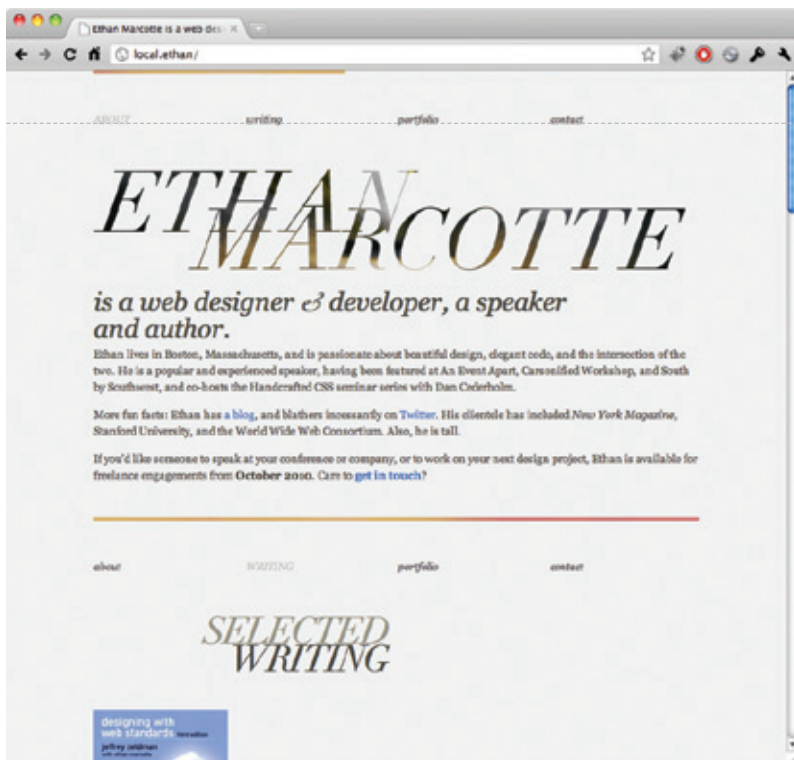 Ethan Marcotte is a web des
local.ethan/
ABOUT writing portfolio contact
ETHAN
MARCOTTE
is a web designer & developer, a speaker
and author.
Ethan lives in Boston, Massachusetts, and is passionate about beautiful design, elegant code, and the intersection of the
two. He is a popular and experienced speaker, having been featured at An Event Apart, Carsonified Workshop, and South
by Southwest, and co-hosts the Handcrafted CSS seminar series with Dan Cederholm.
More fun facts: Ethan has a blog, and blathers incessantly on Twitter. His clientele has included New York Magazine,
Stanford University, and the World Wide Web Consortium. Also, he is tall.
If you'd like someone to speak at your conference or company, or to work on your next design project, Ethan is available for
freelance engagements from October 2010. Care to get in touch?
about WRITING portfolio contact
SELECTED
WRITING
designing with
web standards third edition
jeffrey zeldman
with ethan marcotte